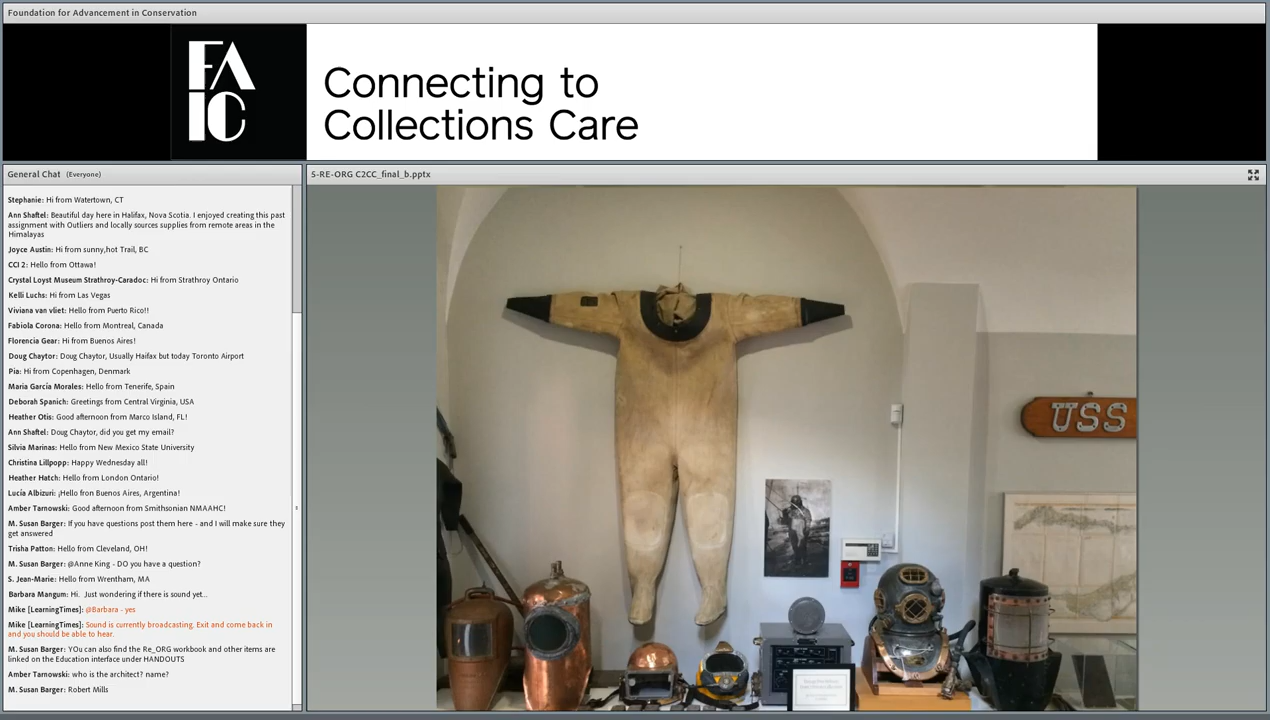 Foundation for Advancement in Conservation
FA
IC
Connecting to
Collections Care
General Chat (Everyone)
Stephanie: Hi from Watertown, CT
Ann Shaftel: Beautiful day here in Halifax, Nova Scotia. I enjoyed creating this past
assignment with Outliers and locally sources supplies from remote areas in the
Himalayas
Joyce Austin: Hi from sunny,hot Trail, BC
CCI 2: Hello from Ottawa!
Crystal Loyst Museum Strathroy-Caradoc: Hi from Strathroy Ontario
Kelli Luchs: Hi from Las Vegas
Viviana van vliet: Hello from Puerto Rico!!
Fabiola Corona: Hello from Montreal, Canada
Florencia Gear: Hi from Buenos Aires!
Doug Chaytor: Doug Chaytor, Usually Haifax but today Toronto Airport
Pia: Hi from Copenhagen, Denmark
Maria García Morales: Hello from Tenerife, Spain
Deborah Spanich: Greetings from Central Virginia, USA
Heather Otis: Good afternoon from Marco Island, FL!
Ann Shaftel: Doug Chaytor, did you get my email?
Silvia Marinas: Hello from New Mexico State University
Christina Lillpopp: Happy Wednesday all!
Heather Hatch: Hello from London Ontario!
Lucía Albizuri: ¡Hello fron Buenos Aires, Argentina!
Amber Tarnowski: Good afternoon from Smithsonian NMAAHC!
M. Susan Barger: If you have questions post them here - and I will make sure they
get answered
Trisha Patton: Hello from Cleveland, OH!
M. Susan Barger: @Anne King - DO you have a question?
S. Jean-Marie: Hello from Wrentham, MA
Barbara Mangum: Hi. Just wondering if there is sound yet...
Mike [LearningTimes]: @Barbara - yes
Mike [LearningTimes]: Sound is currently broadcasting. Exit and come back in
and you should be able to hear.
M. Susan Barger: YOu can also find the Re_ORG workbook and other items are
linked on the Education interface under HANDOUTS
Amber Tarnowski: who is the architect? name?
M. Susan Barger: Robert Mills
5-RE-ORG C2CC_final_b.pptx
USS